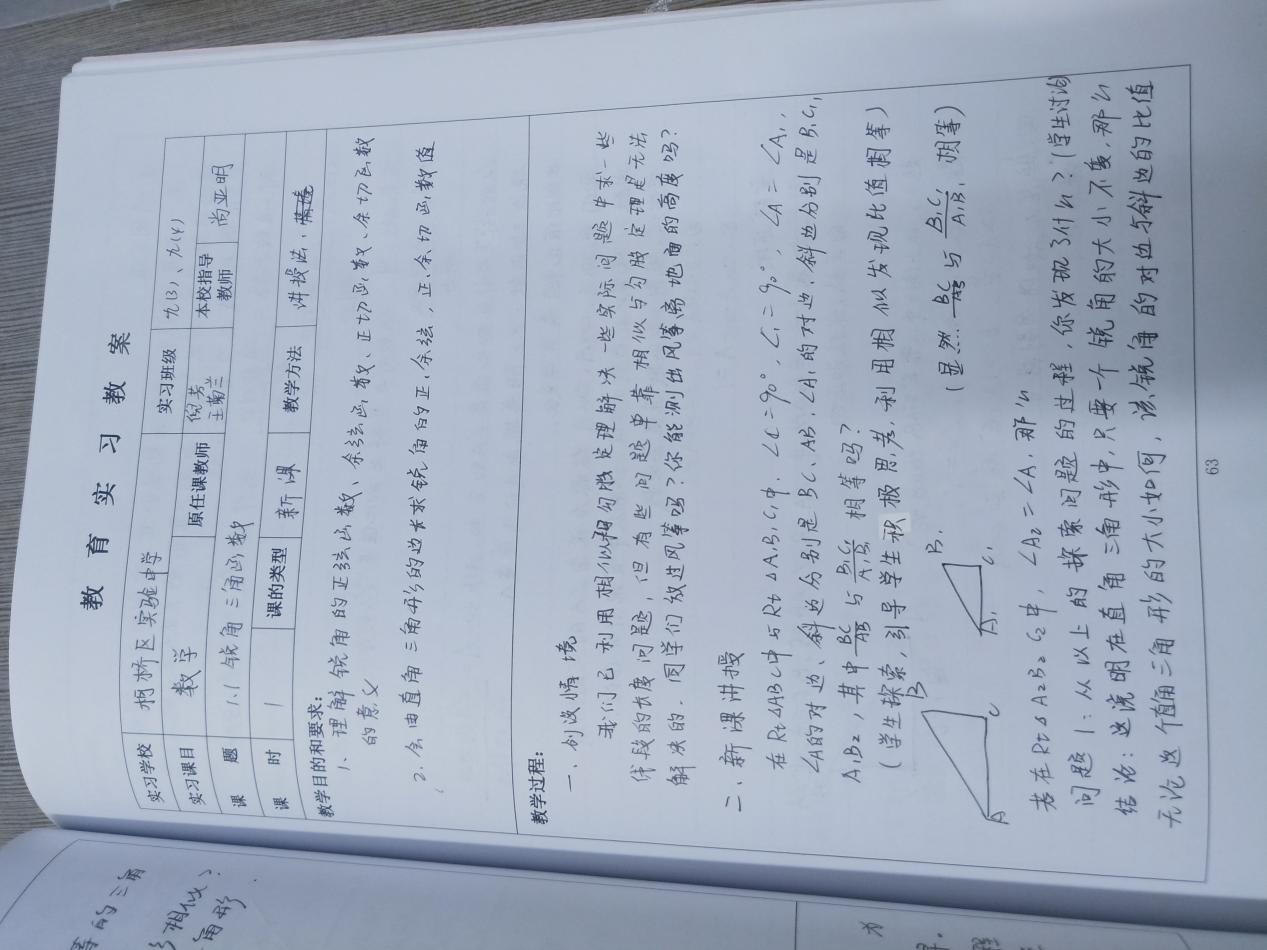 教育实习教案
实习学校 桐桥区实验中学 实习班级 九(3)、九(4)
实习课目 数学 原任课教师 倪芳 王菊兰 本校指导教师 尚亚明
课题 1.1 锐角三角函数
课时 1 课的类型 新课 教学方法 讲授法、
教学目的和要求:
1、理解锐角的正弦函数、余弦函数、正切函数、余切函数
的意义
2、会由直角三角形的边长求锐角的正、余弦,正、余切函数值
教学过程:
一、创设情境
我们已利用相似和勾股定理解决一些实际问题中求一些
线段的长度问题,但有些问题单靠相似与勾股定理是无法
解决的。同学们放过风筝吗?你能测出风筝离地面的高度吗?
二、新课讲授
在Rt△ABC中与Rt△A₁B₁C₁中,∠C=90°,∠C₁=90°,∠A=∠A₁,
∠A的对边、斜边分别是BC、AB,∠A₁的对边、斜边分别是B₁C₁,
A₁B₂,其中BC/AB与B₁C₁/A₁B₁相等吗?
(学生探索,引导学生积极思考,利用相似发现比值相等)
B
B₁
A
C
A₁
C₁
(显然:BC/AB与B₁C₁/A₁B₁相等)
若在Rt△A₂B₂C₂中,∠A₂=∠A,那么
问题1:从以上的探索问题的过程,你发现了什么?(学生讨论
结论:这说明在直角三角形中,只要一个锐角的大小不变,那么
无论这个直角三角形的大小如何,该锐角的对边与斜边的比值
63
等的三角
相似)
角形